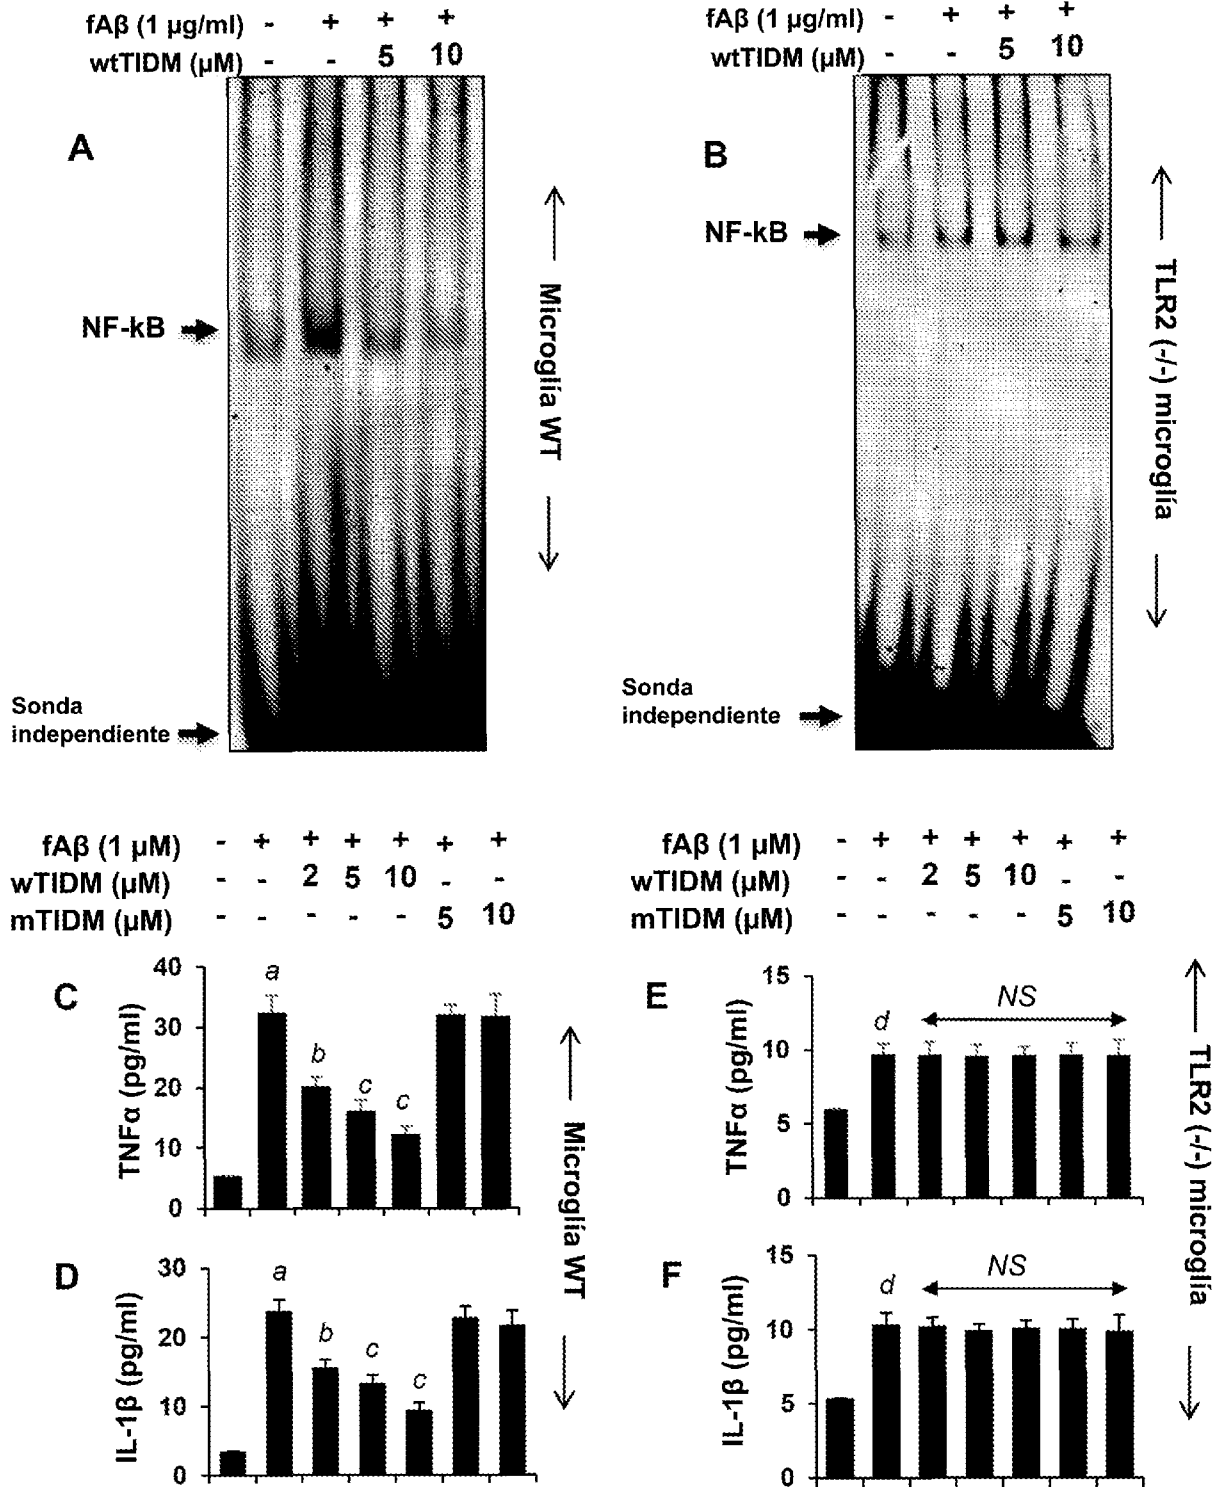 fAβ (1 µg/ml) - + + +
wtTIDM (µM) - - 5 10
A
NF-kB
Microglía WT
Sonda
independiente
fAβ (1 µg/ml) - + + +
wtTIDM (µM) - - 5 10
B
NF-kB
TLR2 (-/-) microglía
Sonda
independiente
fAβ (1 µM) - + + + + + +
wTIDM (µM) - - 2 5 10 - -
mTIDM (µM) - - - - - 5 10
C
TNFα (pg/ml)
40
30
20
10
0
a
b
c
c
D
IL-1β (pg/ml)
30
20
10
0
a
b
c
c
Microglía WT
fAβ (1 µM) - + + + + + +
wTIDM (µM) - - 2 5 10 - -
mTIDM (µM) - - - - - 5 10
E
TNFα (pg/ml)
15
10
5
0
d
NS
F
IL-1β (pg/ml)
15
10
5
0
d
NS
TLR2 (-/-) microglía